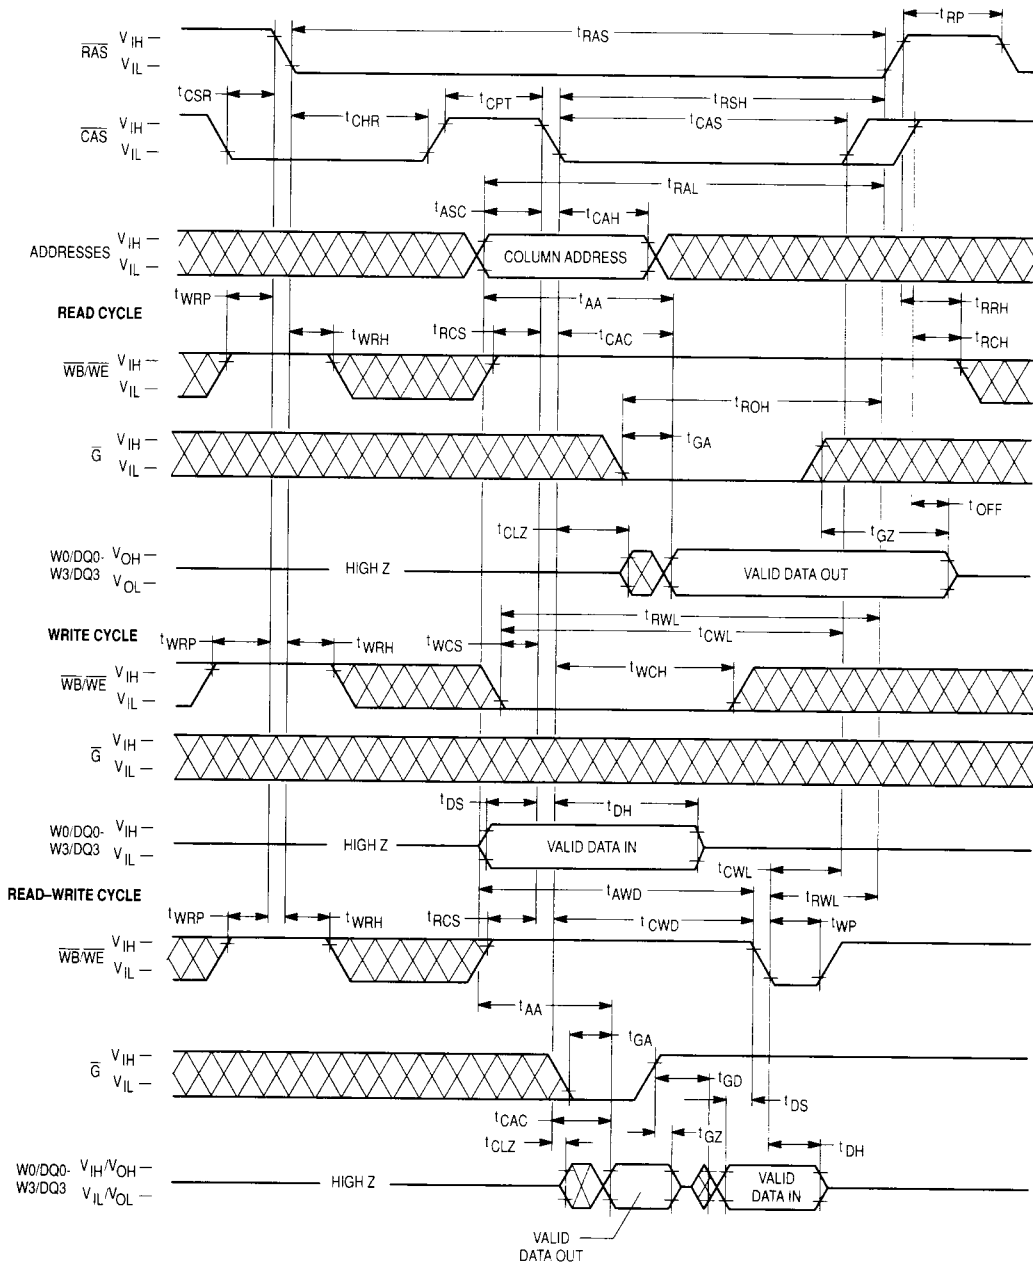 tRP
RAS VIH
VIL
tRAS
tCSR
tCPT
tRSH
CAS VIH
VIL
tCHR
tCAS
tRAL
tASC
tCAH
ADDRESSES VIH
VIL
COLUMN ADDRESS
tWRP
tAA
tRRH
READ CYCLE
tWRH
tRCS
tCAC
tRCH
WB/WE VIH
VIL
tROH
G VIH
VIL
tGA
tOFF
tCLZ
tGZ
W0/DQ0- VOH
W3/DQ3 VOL
HIGH Z
VALID DATA OUT
tRWL
WRITE CYCLE
tWRP
tWRH
tWCS
tCWL
WB/WE VIH
VIL
tWCH
G VIH
VIL
tDS
tDH
W0/DQ0- VIH
W3/DQ3 VIL
HIGH Z
VALID DATA IN
tCWL
READ–WRITE CYCLE
tAWD
tRWL
tWRP
tWRH
tRCS
tCWD
tWP
WB/WE VIH
VIL
tAA
tGA
G VIH
VIL
tGD
tDS
tCAC
tCLZ
tGZ
tDH
W0/DQ0- VIH/VOH
W3/DQ3 VIL/VOL
HIGH Z
VALID
DATA IN
VALID
DATA OUT